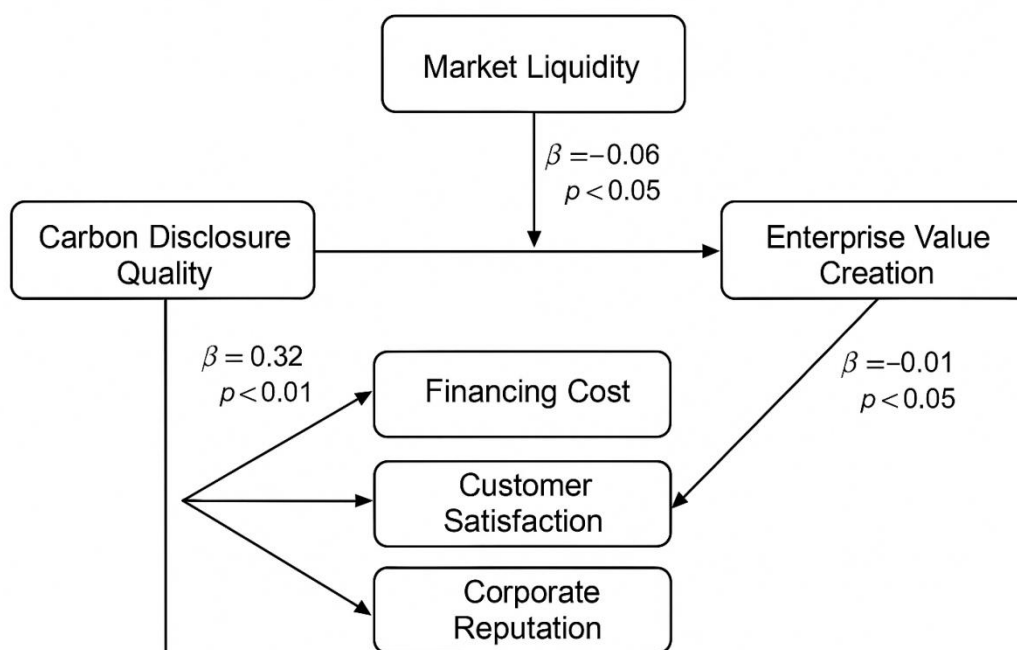 Market Liquidity
β =−0.06
p < 0.05
Carbon Disclosure
Quality
Enterprise Value
Creation
β = 0.32
p < 0.01
Financing Cost
β =−0.01
p < 0.05
Customer
Satisfaction
Corporate
Reputation